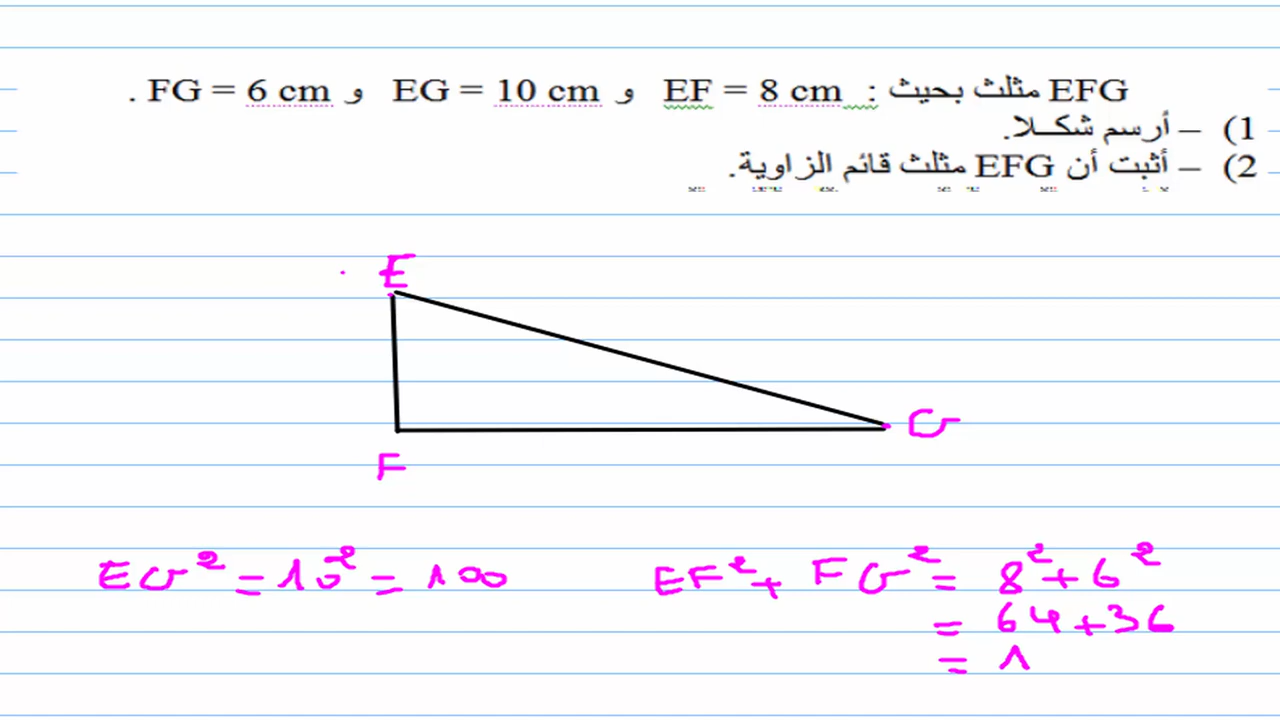 EFG مثلث بحيث : EF = 8 cm و EG = 10 cm و FG = 6 cm .
1) – أرسم شكـــلا.
2) – أثبت أن EFG مثلث قائم الزاوية.
E
G
F
EG² = 10² = 100
EF² + FG² = 8² + 6²
= 64 + 36
= 1